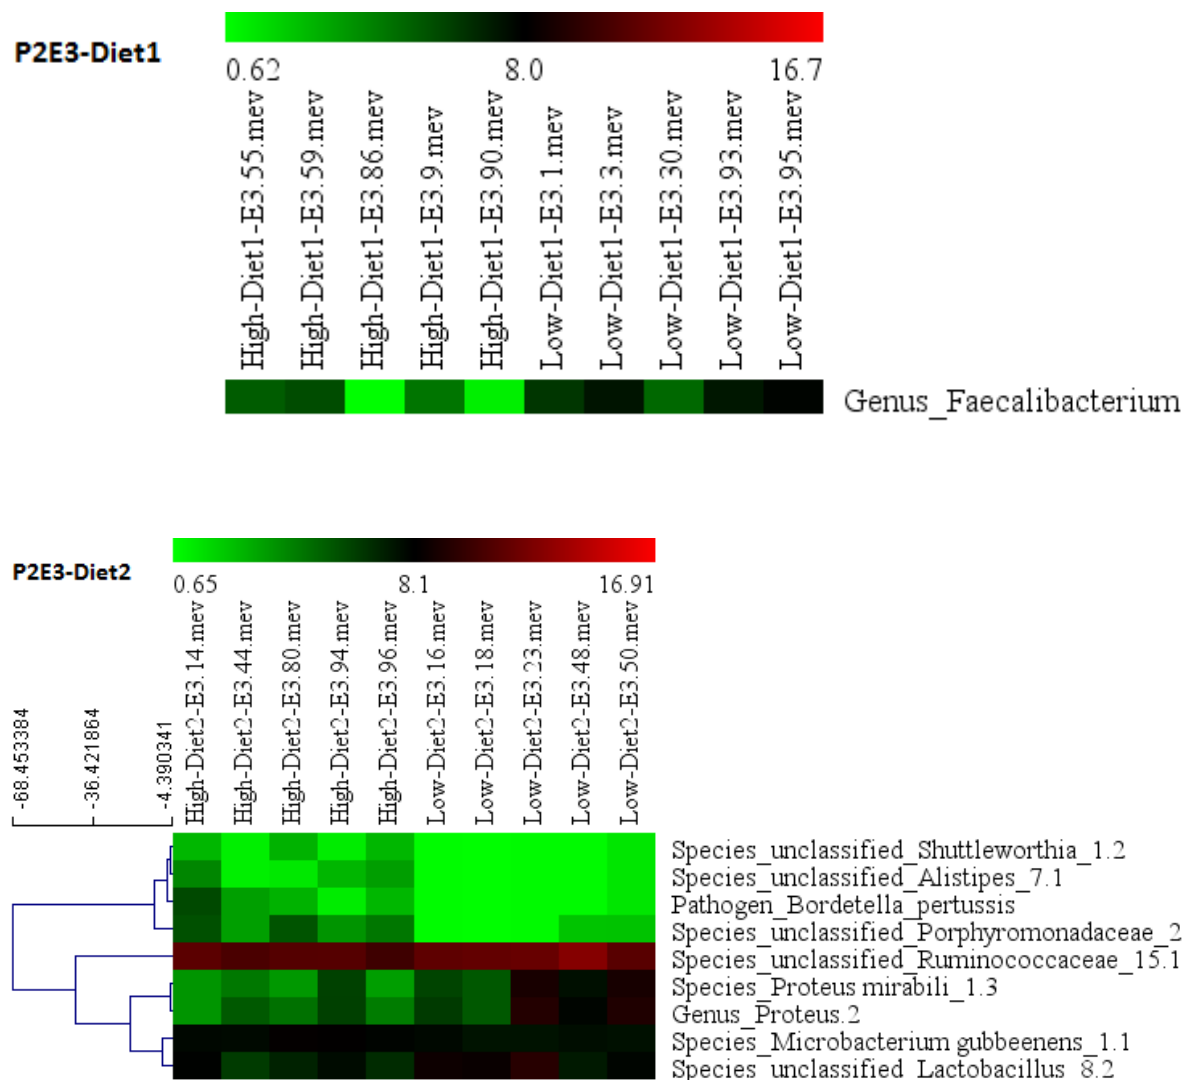 P2E3-Diet1
0.62 8.0 16.7
High-Diet1-E3.55.mev
High-Diet1-E3.59.mev
High-Diet1-E3.86.mev
High-Diet1-E3.9.mev
High-Diet1-E3.90.mev
Low-Diet1-E3.1.mev
Low-Diet1-E3.3.mev
Low-Diet1-E3.30.mev
Low-Diet1-E3.93.mev
Low-Diet1-E3.95.mev
Genus_Faecalibacterium
P2E3-Diet2
0.65 8.1 16.91
-68.453384
-36.421864
-4.390341
High-Diet2-E3.14.mev
High-Diet2-E3.44.mev
High-Diet2-E3.80.mev
High-Diet2-E3.94.mev
High-Diet2-E3.96.mev
Low-Diet2-E3.16.mev
Low-Diet2-E3.18.mev
Low-Diet2-E3.23.mev
Low-Diet2-E3.48.mev
Low-Diet2-E3.50.mev
Species_unclassified_Shuttleworthia_1.2
Species_unclassified_Alistipes_7.1
Pathogen_Bordetella_pertussis
Species_unclassified_Porphyromonadaceae_2
Species_unclassified_Ruminococcaceae_15.1
Species_Proteus mirabili_1.3
Genus_Proteus.2
Species_Microbacterium gubbeenens_1.1
Species_unclassified_Lactobacillus_8.2